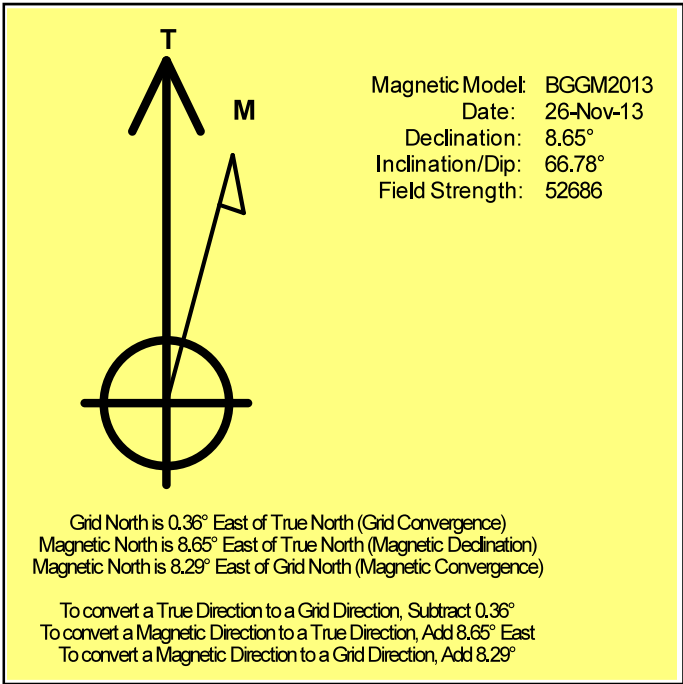 T
M
Magnetic Model: BGGM2013
Date: 26-Nov-13
Declination: 8.65°
Inclination/Dip: 66.78°
Field Strength: 52686
Grid North is 0.36° East of True North (Grid Convergence)
Magnetic North is 8.65° East of True North (Magnetic Declination)
Magnetic North is 8.29° East of Grid North (Magnetic Convergence)
To convert a True Direction to a Grid Direction, Subtract 0.36°
To convert a Magnetic Direction to a True Direction, Add 8.65° East
To convert a Magnetic Direction to a Grid Direction, Add 8.29°